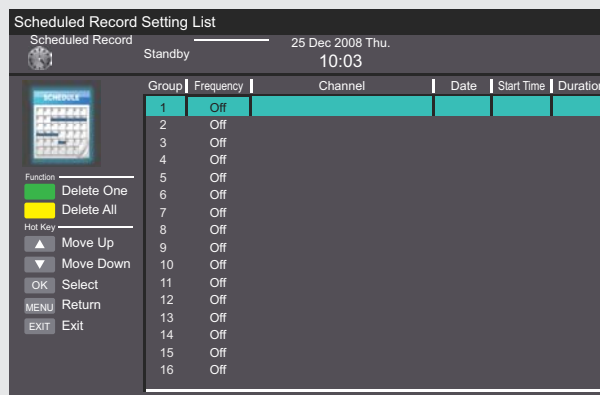 Scheduled Record Setting List
Scheduled Record
Standby
25 Dec 2008 Thu.
10:03
SCHEDULE
Group Frequency Channel Date Start Time Duration
1 Off
2 Off
3 Off
4 Off
5 Off
6 Off
7 Off
8 Off
9 Off
10 Off
11 Off
12 Off
13 Off
14 Off
15 Off
16 Off
Function
Delete One
Delete All
Hot Key
Move Up
Move Down
OK Select
MENU Return
EXIT Exit